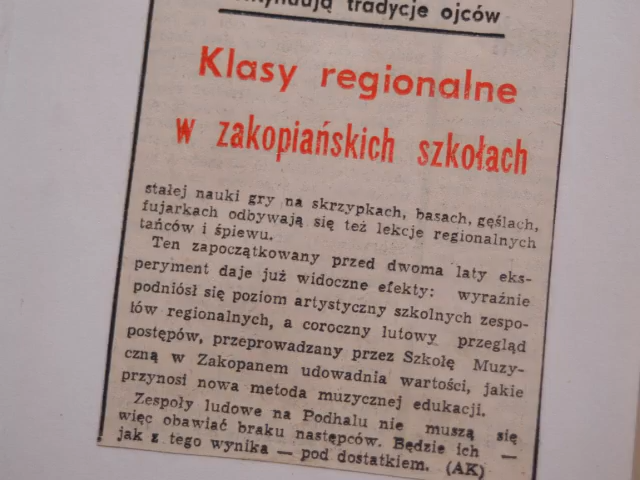 tradycje ojców
Klasy regionalne
w zakopiańskich szkołach
stałej nauki gry na skrzypkach, basach, gęślach,
fujarkach odbywają się też lekcje regionalnych
tańców i śpiewu.
Ten zapoczątkowany przed dwoma laty eks-
peryment daje już widoczne efekty: wyraźnie
podniósł się poziom artystyczny szkolnych zespo-
łów regionalnych, a coroczny lutowy przegląd
postępów, przeprowadzany przez Szkołę Muzy-
czną w Zakopanem udowadnia wartości, jakie
przynosi nowa metoda muzycznej edukacji.
Zespoły ludowe na Podhalu nie muszą się
więc obawiać braku następców. Będzie ich —
jak z tego wynika — pod dostatkiem. (AK)